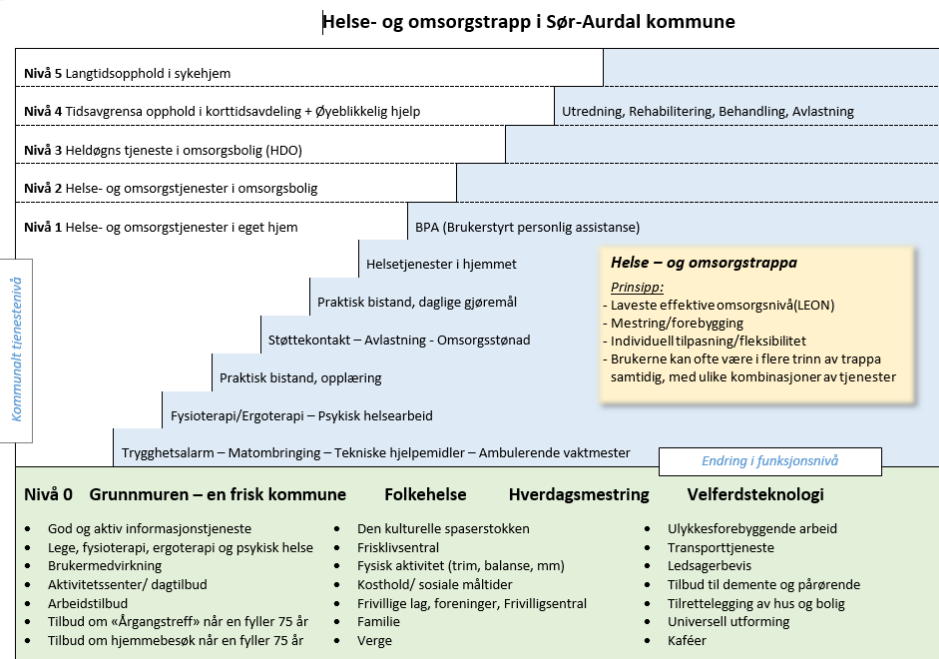 Helse- og omsorgstrapp i Sør-Aurdal kommune
Nivå 5 Langtidsopphold i sykehjem
Nivå 4 Tidsavgrensa opphold i korttidsavdeling + Øyeblikkelig hjelp
Utredning, Rehabilitering, Behandling, Avlastning
Nivå 3 Heldøgns tjeneste i omsorgsbolig (HDO)
Nivå 2 Helse- og omsorgstjenester i omsorgsbolig
Nivå 1 Helse- og omsorgstjenester i eget hjem
BPA (Brukerstyrt personlig assistanse)
Helsetjenester i hjemmet
Praktisk bistand, daglige gjøremål
Støttekontakt – Avlastning - Omsorgsstønad
Praktisk bistand, opplæring
Fysioterapi/Ergoterapi – Psykisk helsearbeid
Trygghetsalarm – Matombringing – Tekniske hjelpemidler – Ambulerende vaktmester
Kommunalt tjenestenivå
Helse – og omsorgstrappa
Prinsipp:
- Laveste effektive omsorgsnivå(LEON)
- Mestring/forebygging
- Individuell tilpasning/fleksibilitet
- Brukerne kan ofte være i flere trinn av trappa
samtidig, med ulike kombinasjoner av tjenester
Endring i funksjonsnivå
Nivå 0 Grunnmuren – en frisk kommune Folkehelse Hverdagsmestring Velferdsteknologi
• God og aktiv informasjonstjeneste
• Lege, fysioterapi, ergoterapi og psykisk helse
• Brukermedvirkning
• Aktivitetssenter/ dagtilbud
• Arbeidstilbud
• Tilbud om «Årgangstreff» når en fyller 75 år
• Tilbud om hjemmebesøk når en fyller 75 år
• Den kulturelle spaserstokken
• Frisklivsentral
• Fysisk aktivitet (trim, balanse, mm)
• Kosthold/ sosiale måltider
• Frivillige lag, foreninger, Frivilligsentral
• Familie
• Verge
• Ulykkesforebyggende arbeid
• Transporttjeneste
• Ledsagerbevis
• Tilbud til demente og pårørende
• Tilrettelegging av hus og bolig
• Universell utforming
• Kaféer